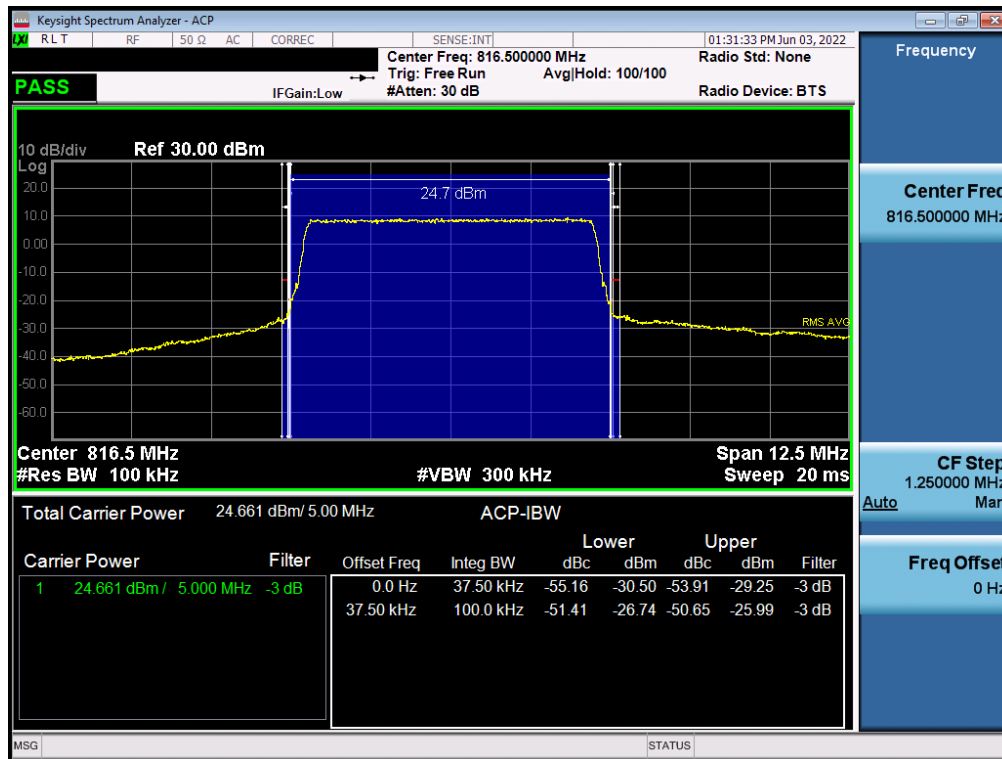 Keysight Spectrum Analyzer - ACP
LXI RLT RF 50 Ω AC CORREC SENSE:INT 01:31:33 PM Jun 03, 2022
Center Freq: 816.500000 MHz Radio Std: None
Trig: Free Run Avg|Hold: 100/100
PASS IFGain:Low #Atten: 30 dB Radio Device: BTS
10 dB/div Ref 30.00 dBm
Log
20.0
24.7 dBm
10.0
0.00
-10.0
-20.0
-30.0 RMS AVG
-40.0
-50.0
-60.0
Center 816.5 MHz Span 12.5 MHz
#Res BW 100 kHz #VBW 300 kHz Sweep 20 ms
Total Carrier Power 24.661 dBm/ 5.00 MHz ACP-IBW
Lower Upper
Carrier Power Filter Offset Freq Integ BW dBc dBm dBc dBm Filter
1 24.661 dBm / 5.000 MHz -3 dB 0.0 Hz 37.50 kHz -55.16 -30.50 -53.91 -29.25 -3 dB
37.50 kHz 100.0 kHz -51.41 -26.74 -50.65 -25.99 -3 dB
MSG STATUS
Frequency
Center Freq
816.500000 MHz
CF Step
1.250000 MHz
Auto Man
Freq Offset
0 Hz